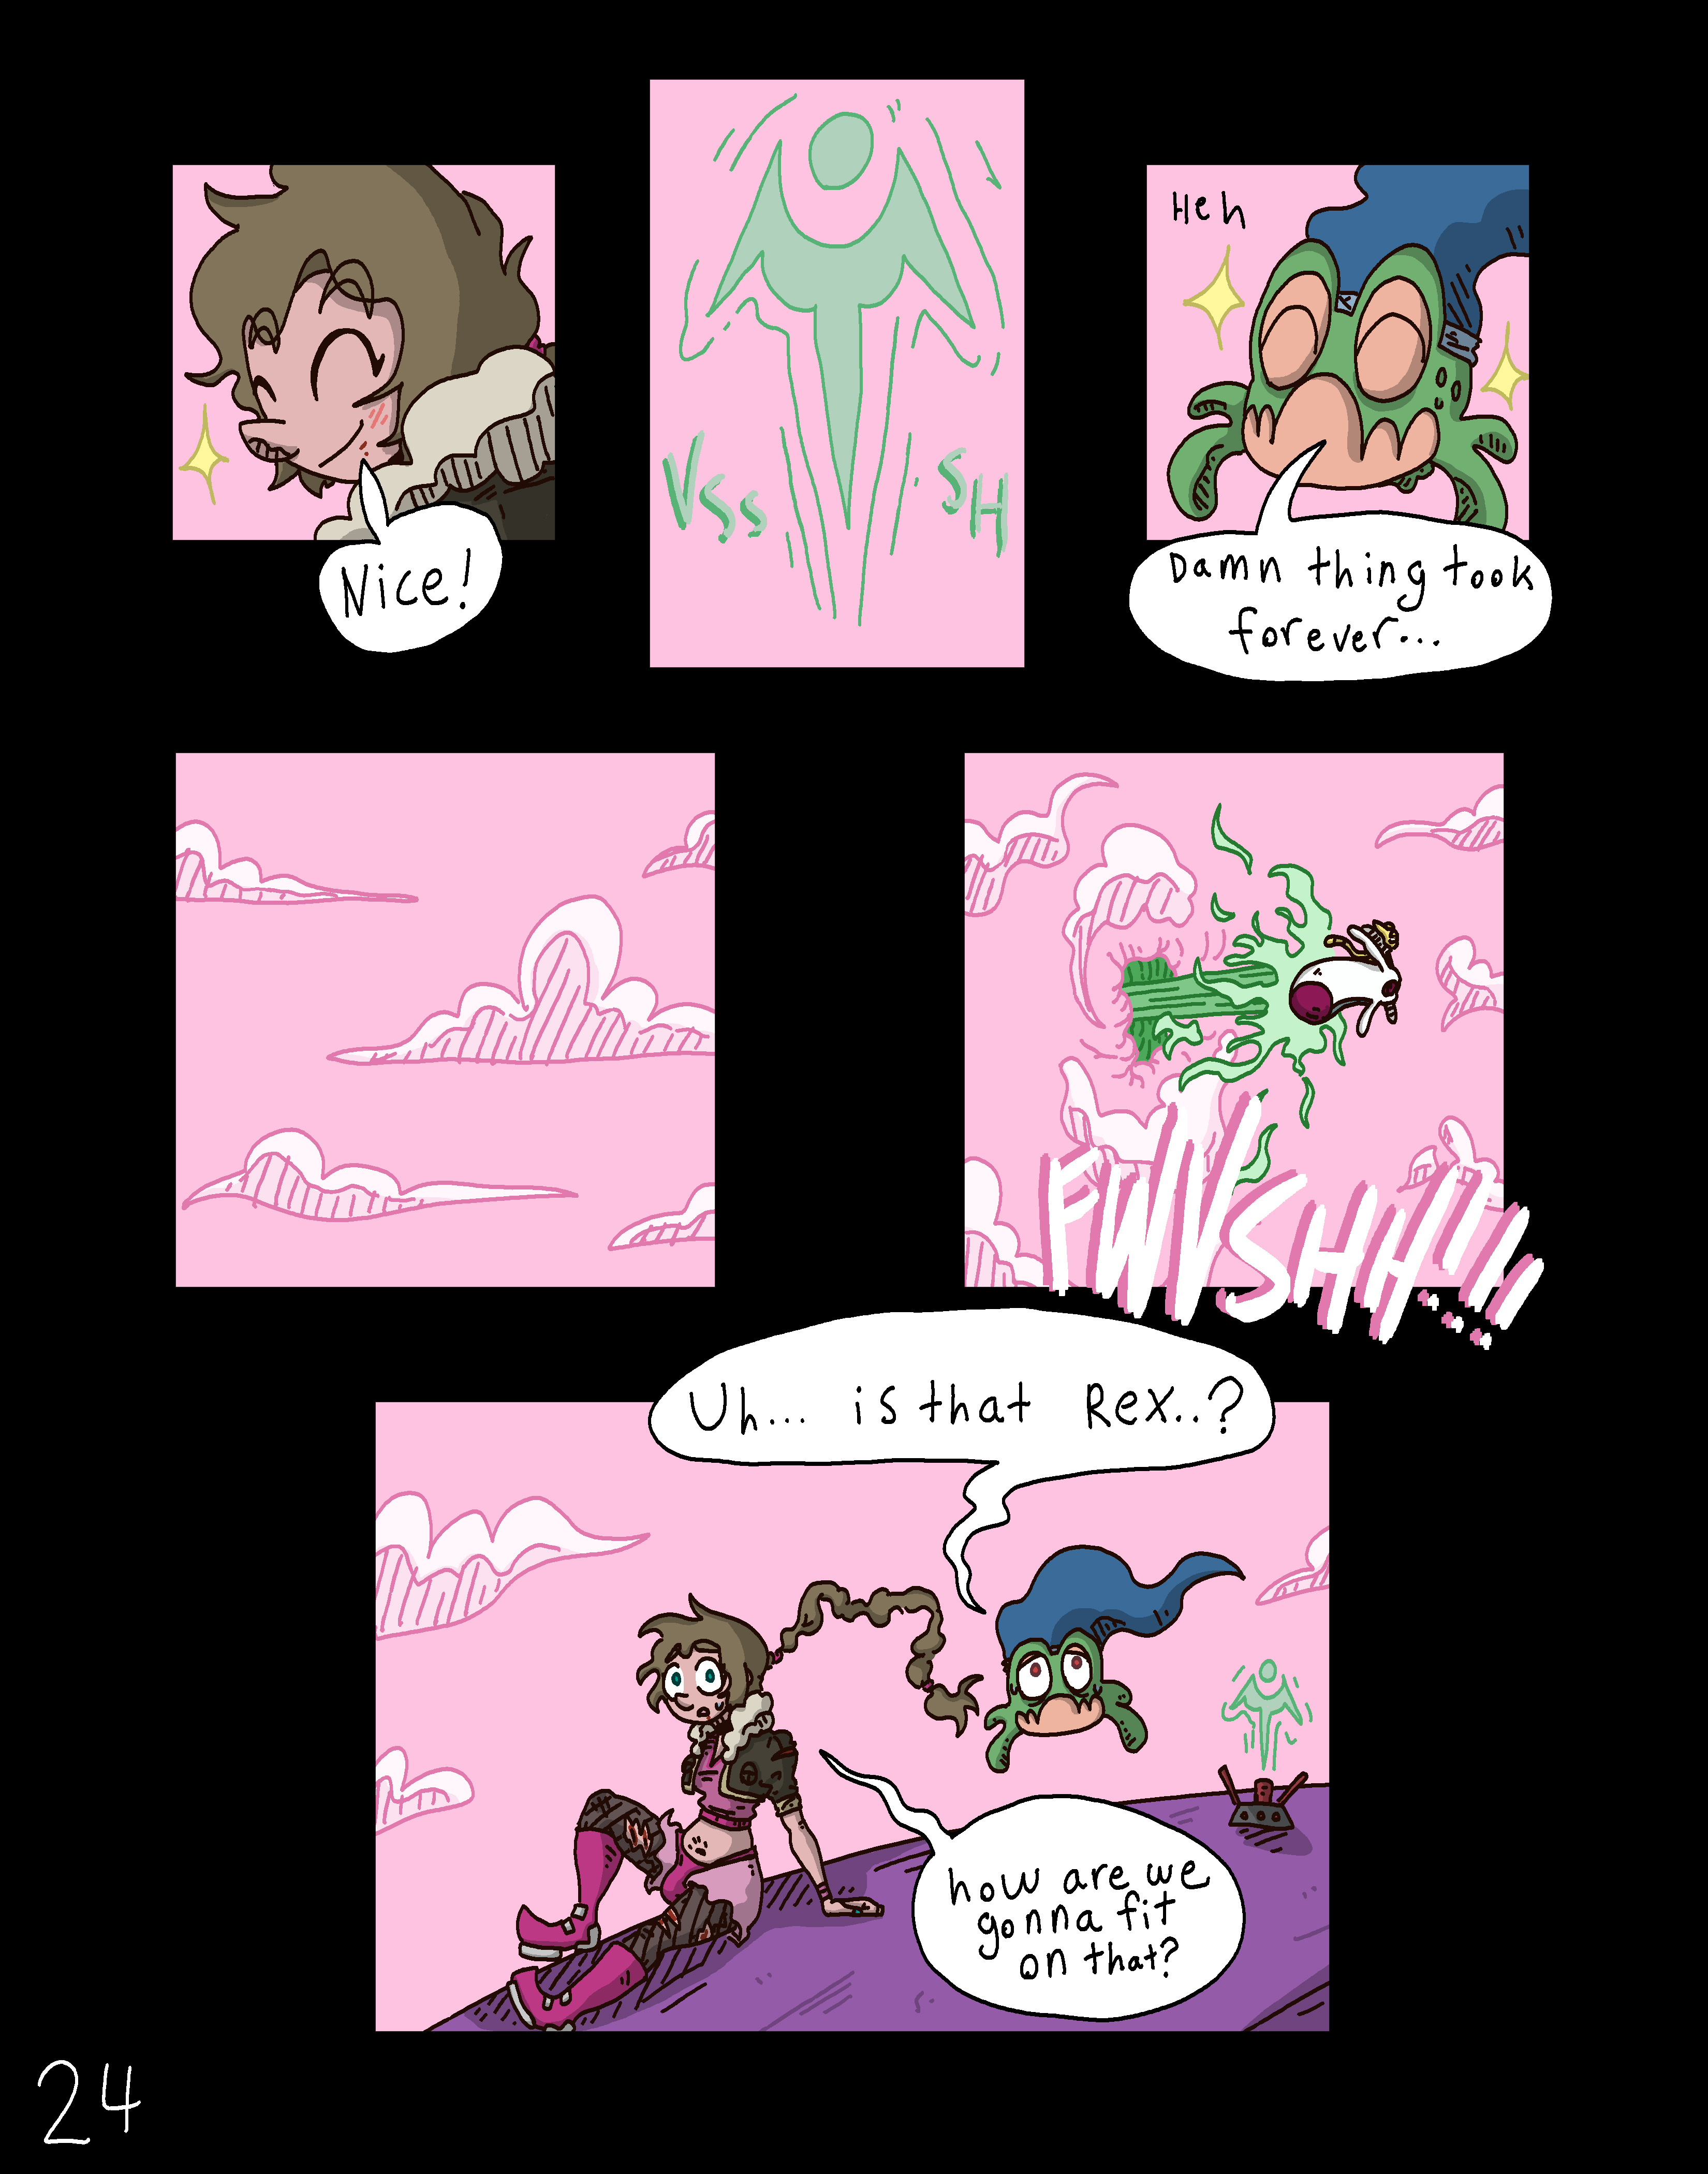 Nice!
Vss
SH
Heh
Damn thing took
forever...
FWVSHH!!!
Uh... is that Rex..?
how are we
gonna fit
on that?
24